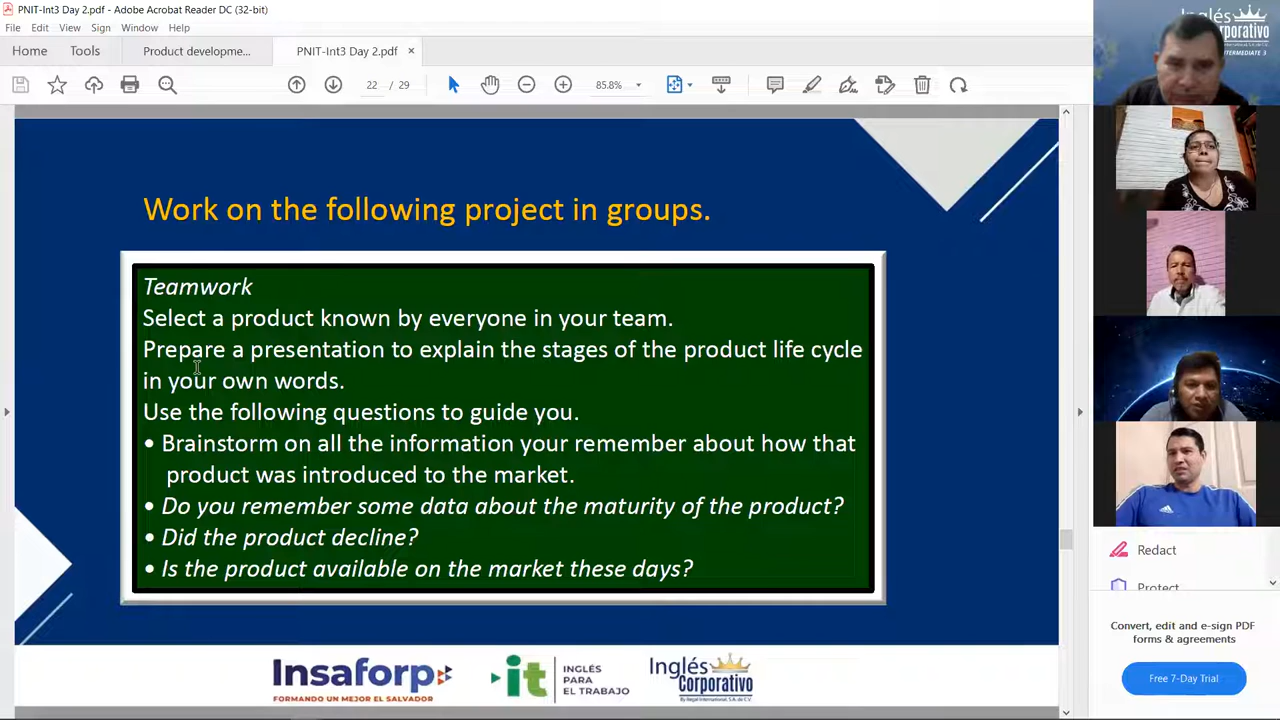 PNIT-Int3 Day 2.pdf - Adobe Acrobat Reader DC (32-bit)
File Edit View Sign Window Help
Home Tools Product developme... PNIT-Int3 Day 2.pdf ×
22 / 29 85.8%
Work on the following project in groups.
Teamwork
Select a product known by everyone in your team.
Prepare a presentation to explain the stages of the product life cycle
in your own words.
Use the following questions to guide you.
• Brainstorm on all the information your remember about how that
product was introduced to the market.
• Do you remember some data about the maturity of the product?
• Did the product decline?
• Is the product available on the market these days?
Insaforp
FORMANDO UN MEJOR EL SALVADOR
it
INGLÉS
PARA
EL TRABAJO
Inglés
Corporativo
By Regal International, S.A. de C.V.
Inglés
INTERMEDIATE 3
Redact
Protect
Convert, edit and e-sign PDF
forms & agreements
Free 7-Day Trial